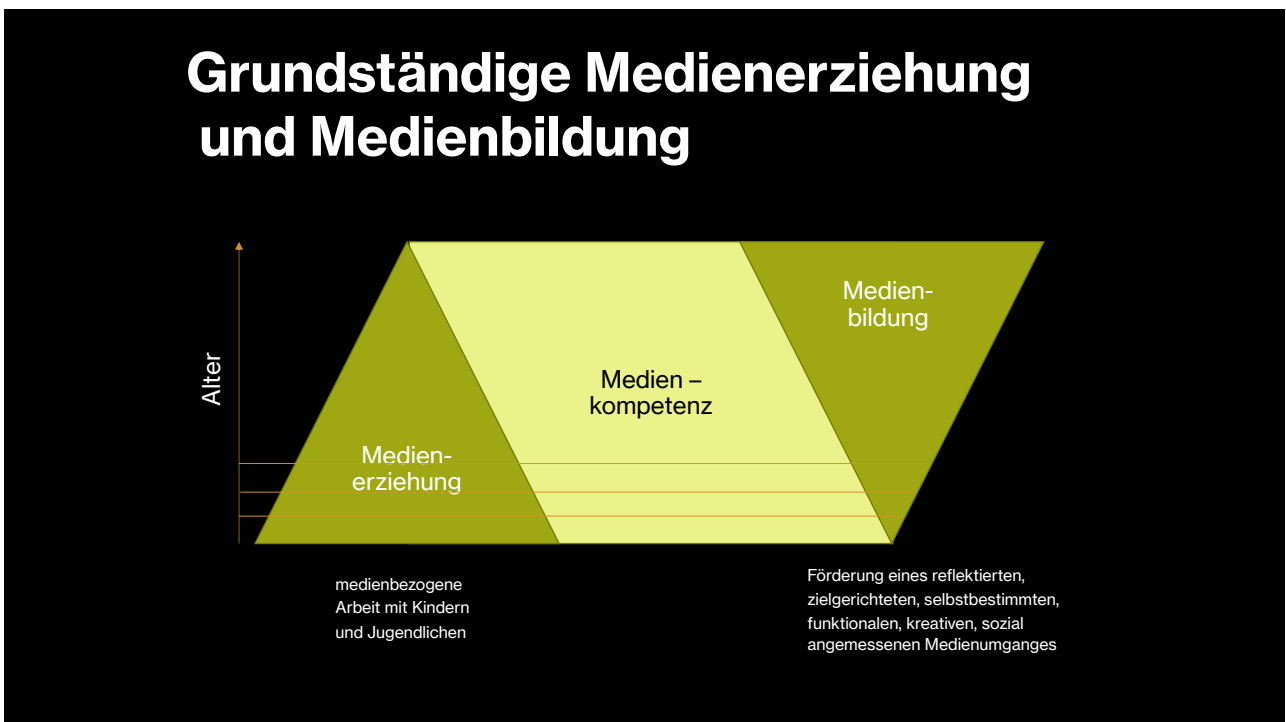 Grundständige Medienerziehung
und Medienbildung
Alter
Medien-
erziehung
Medien –
kompetenz
Medien-
bildung
medienbezogene
Arbeit mit Kindern
und Jugendlichen
Förderung eines reflektierten,
zielgerichteten, selbstbestimmten,
funktionalen, kreativen, sozial
angemessenen Medienumganges